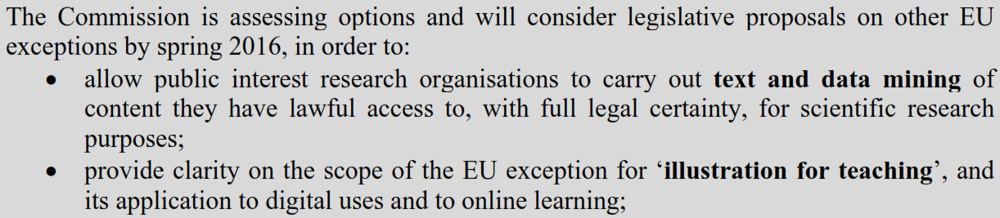 The Commission is assessing options and will consider legislative proposals on other EU
exceptions by spring 2016, in order to:
• allow public interest research organisations to carry out text and data mining of
content they have lawful access to, with full legal certainty, for scientific research
purposes;
• provide clarity on the scope of the EU exception for ‘illustration for teaching’, and
its application to digital uses and to online learning;